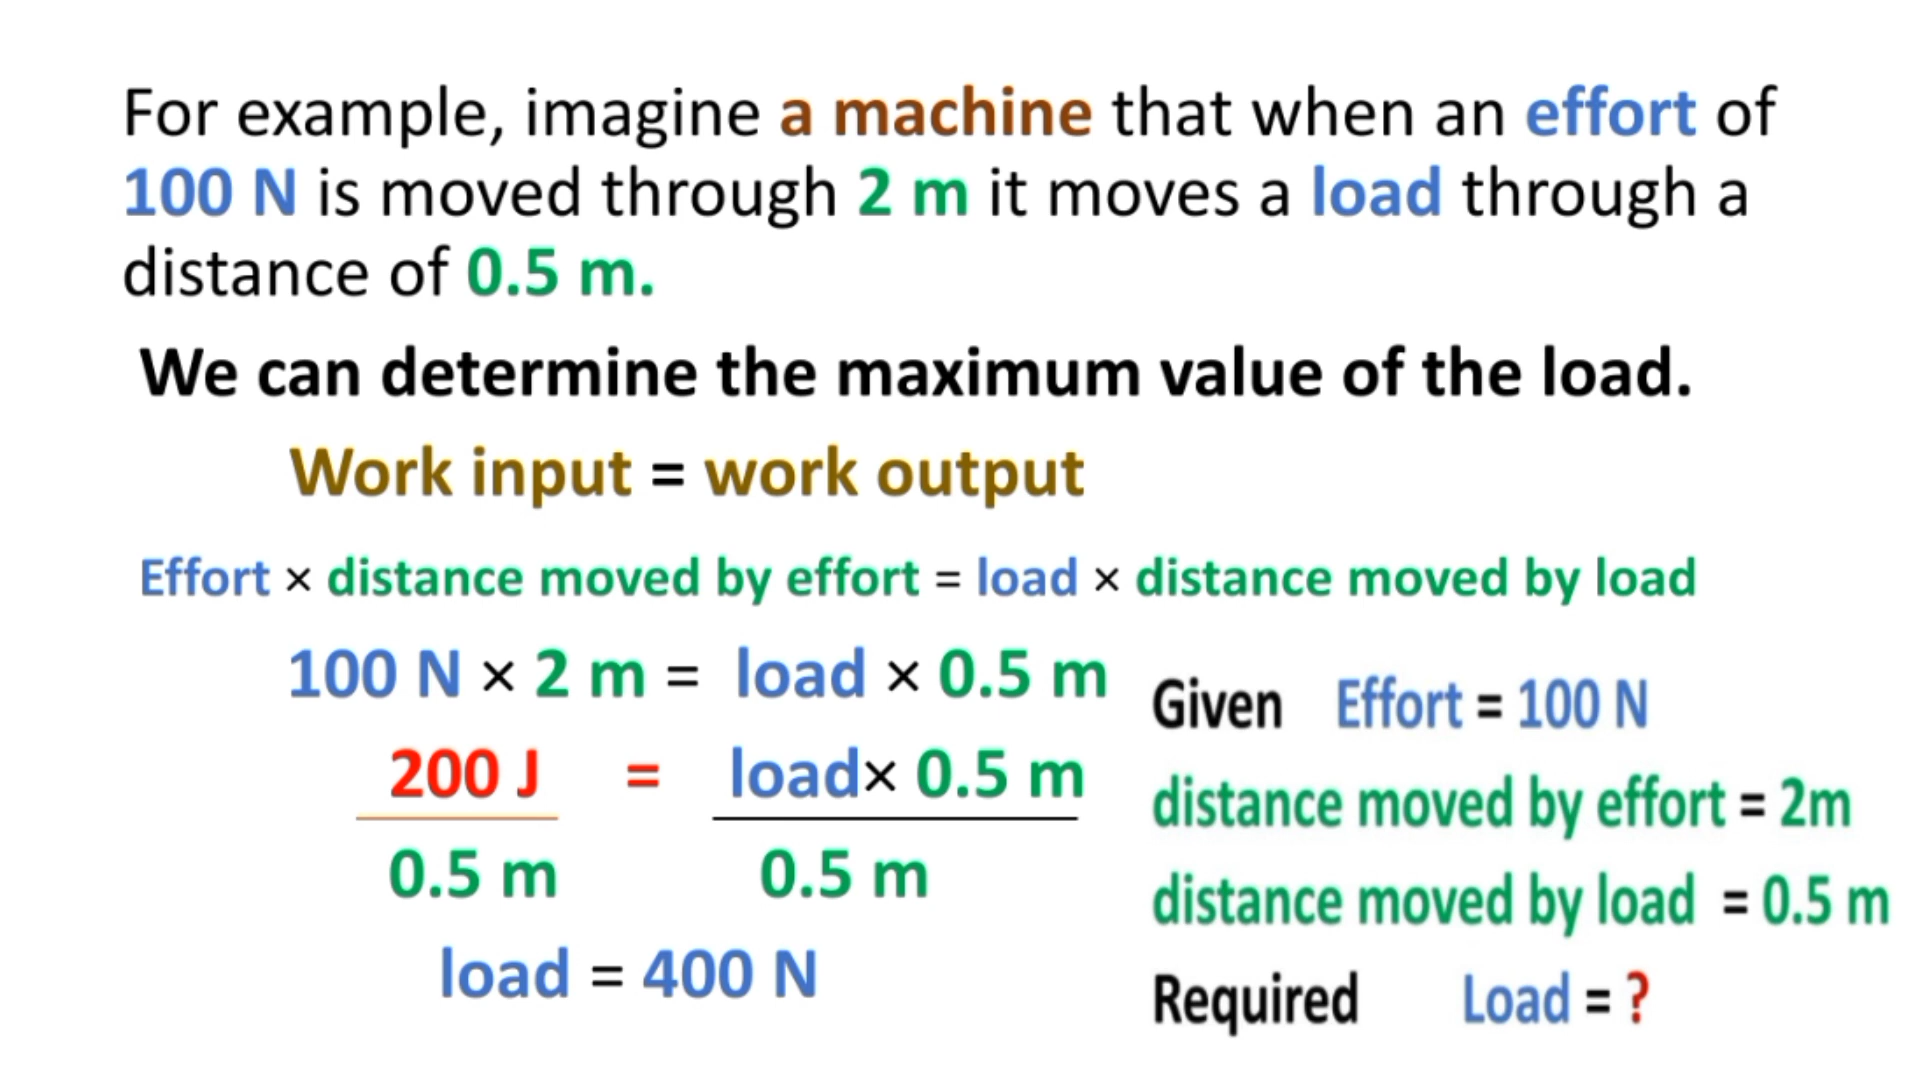 For example, imagine a machine that when an effort of
100 N is moved through 2 m it moves a load through a
distance of 0.5 m.
We can determine the maximum value of the load.
Work input = work output
Effort × distance moved by effort = load × distance moved by load
100 N × 2 m = load × 0.5 m
200 J = load× 0.5 m
0.5 m 0.5 m
load = 400 N
Given Effort = 100 N
distance moved by effort = 2m
distance moved by load = 0.5 m
Required Load = ?